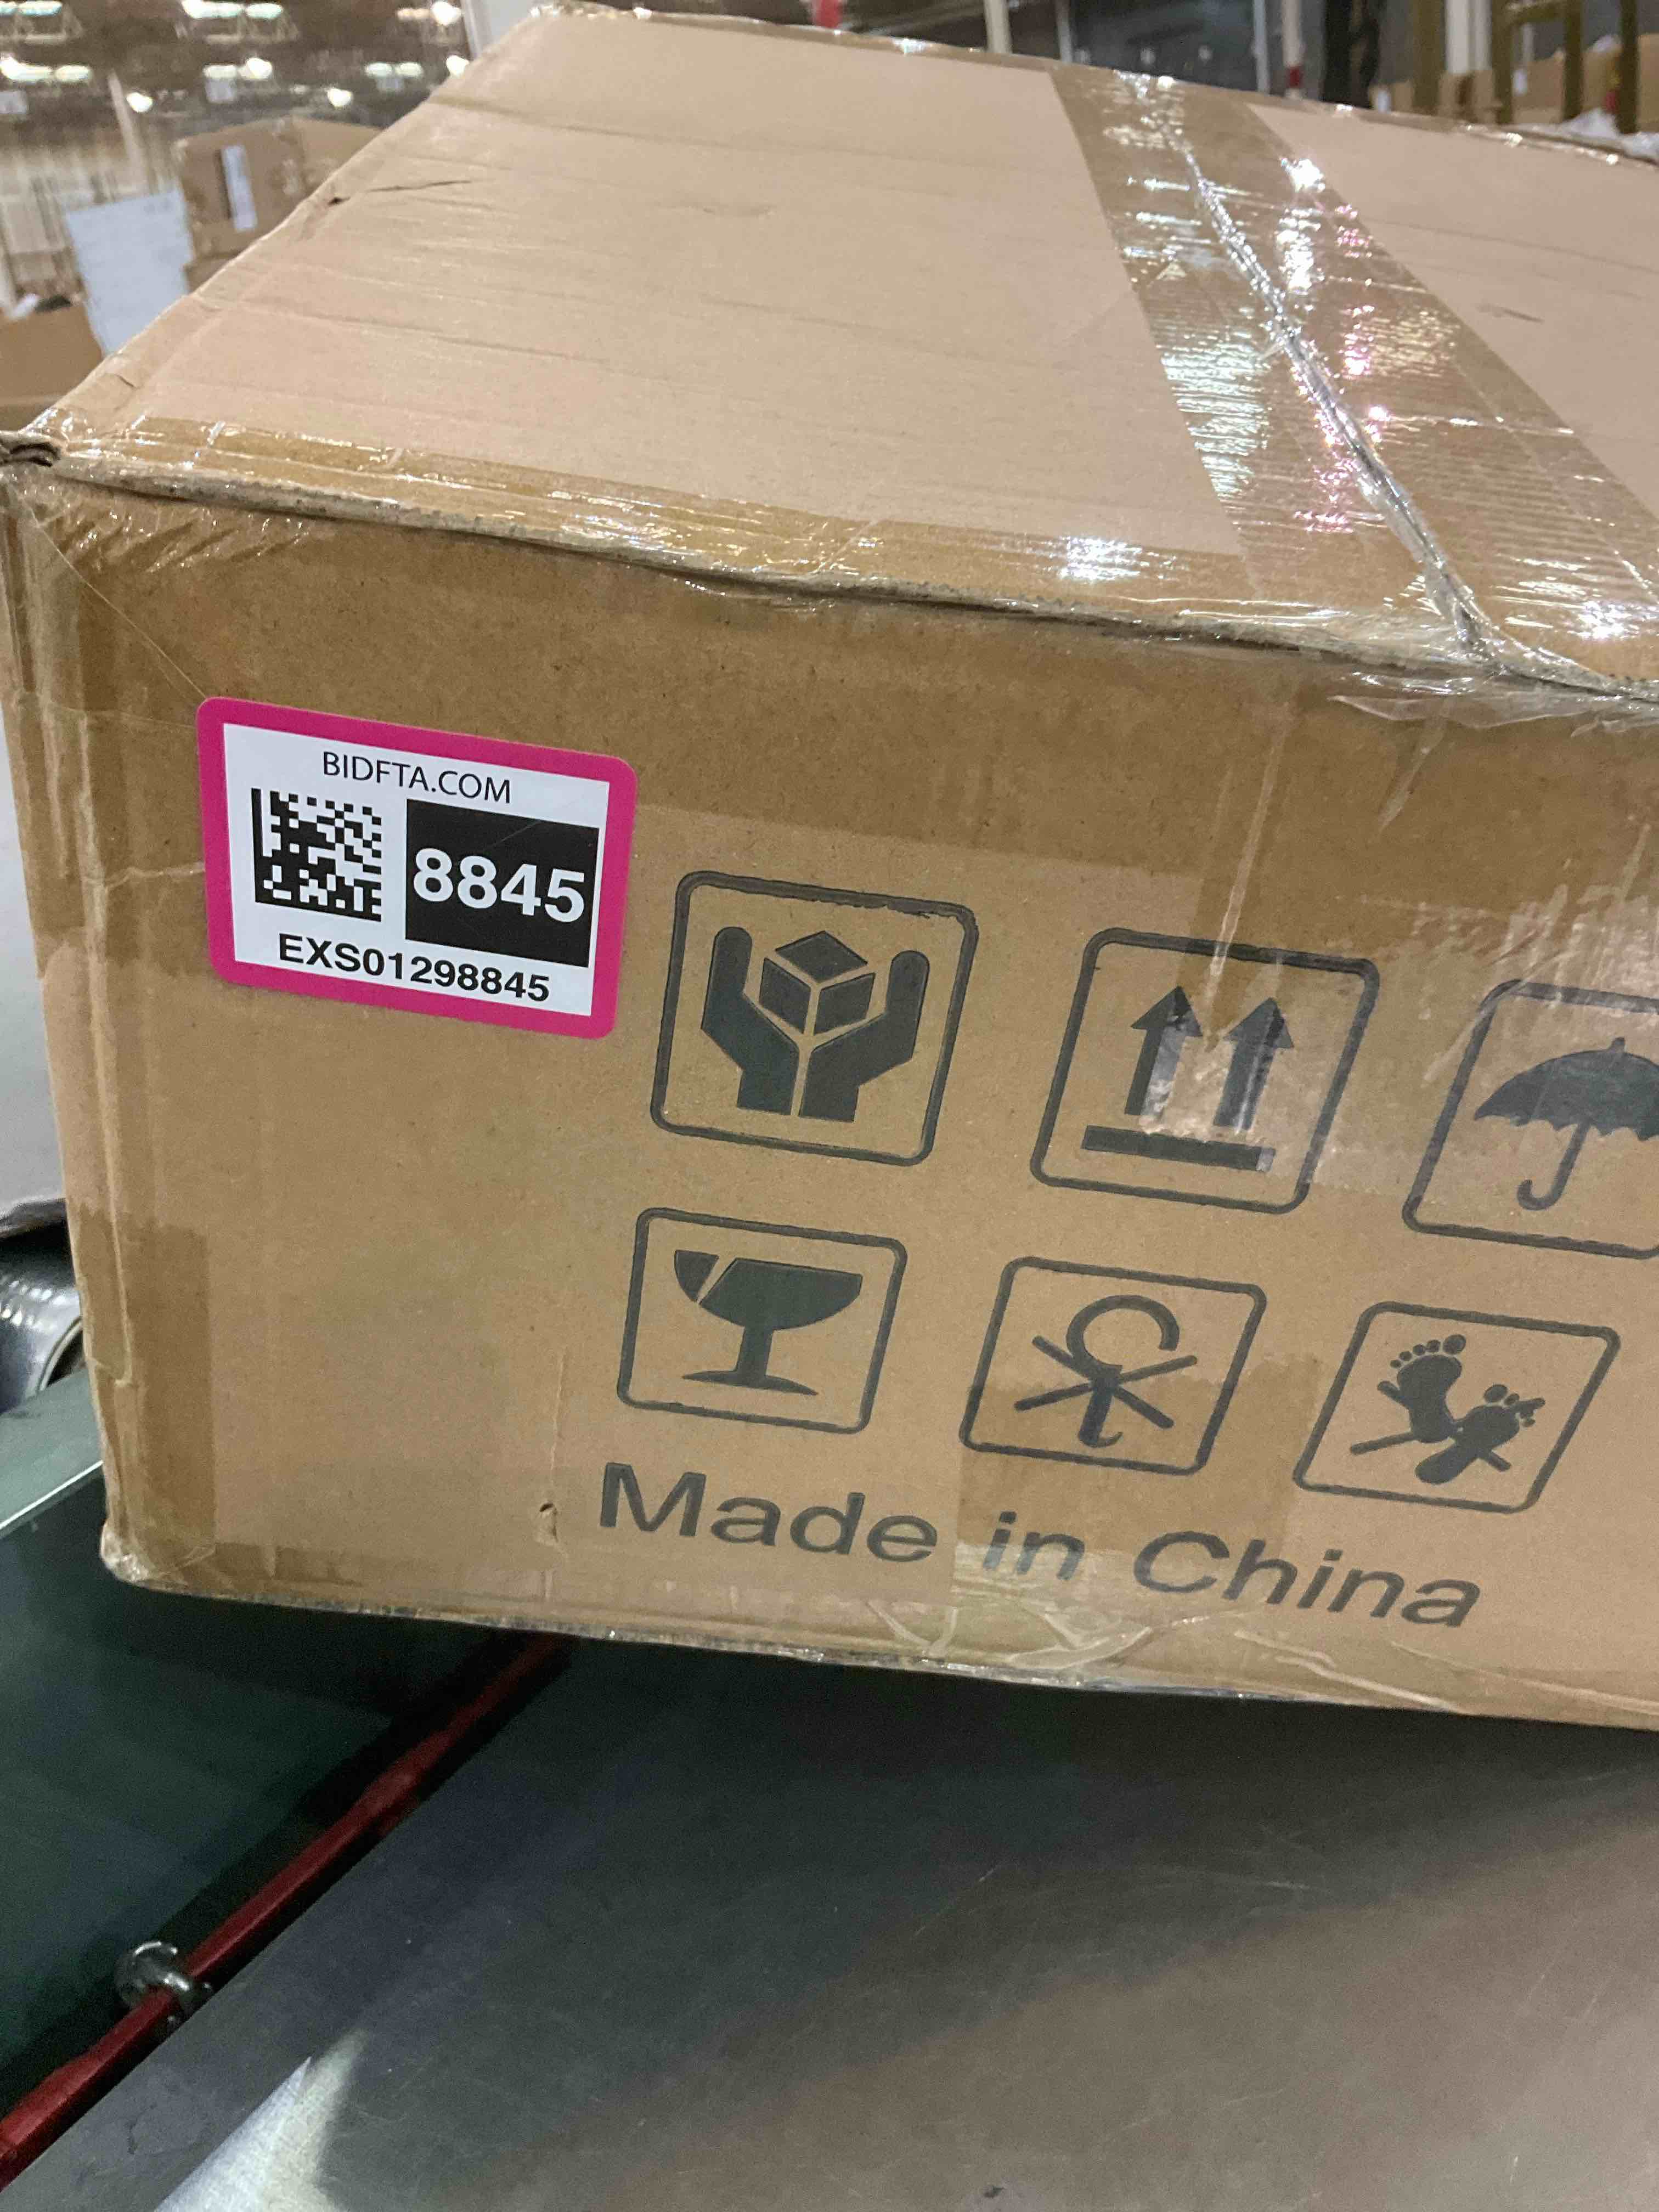 BIDFTA.COM
8845
EXS01298845
Made in China